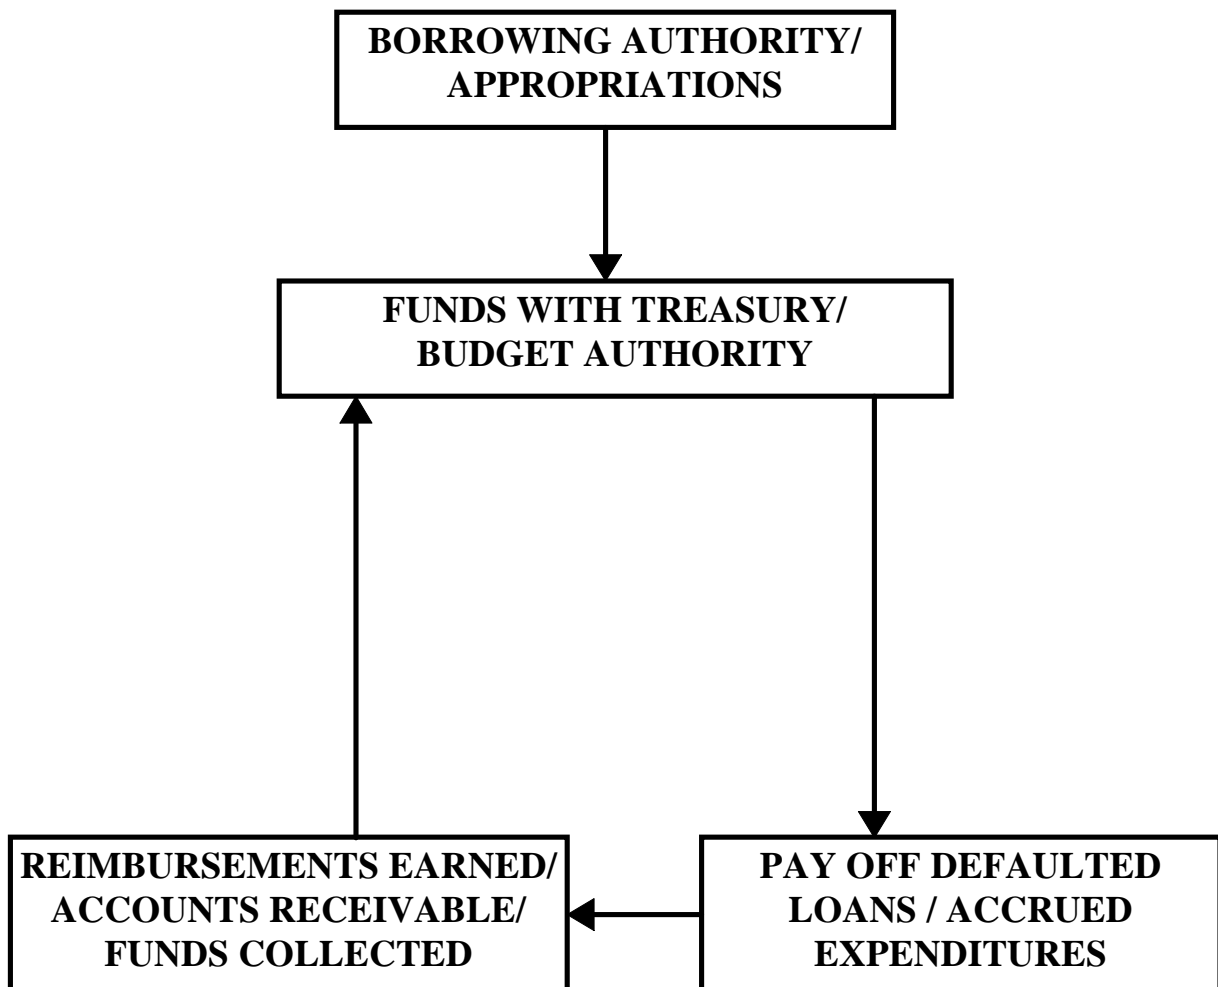 BORROWING AUTHORITY/
APPROPRIATIONS
FUNDS WITH TREASURY/
BUDGET AUTHORITY
REIMBURSEMENTS EARNED/
ACCOUNTS RECEIVABLE/
FUNDS COLLECTED
PAY OFF DEFAULTED
LOANS / ACCRUED
EXPENDITURES